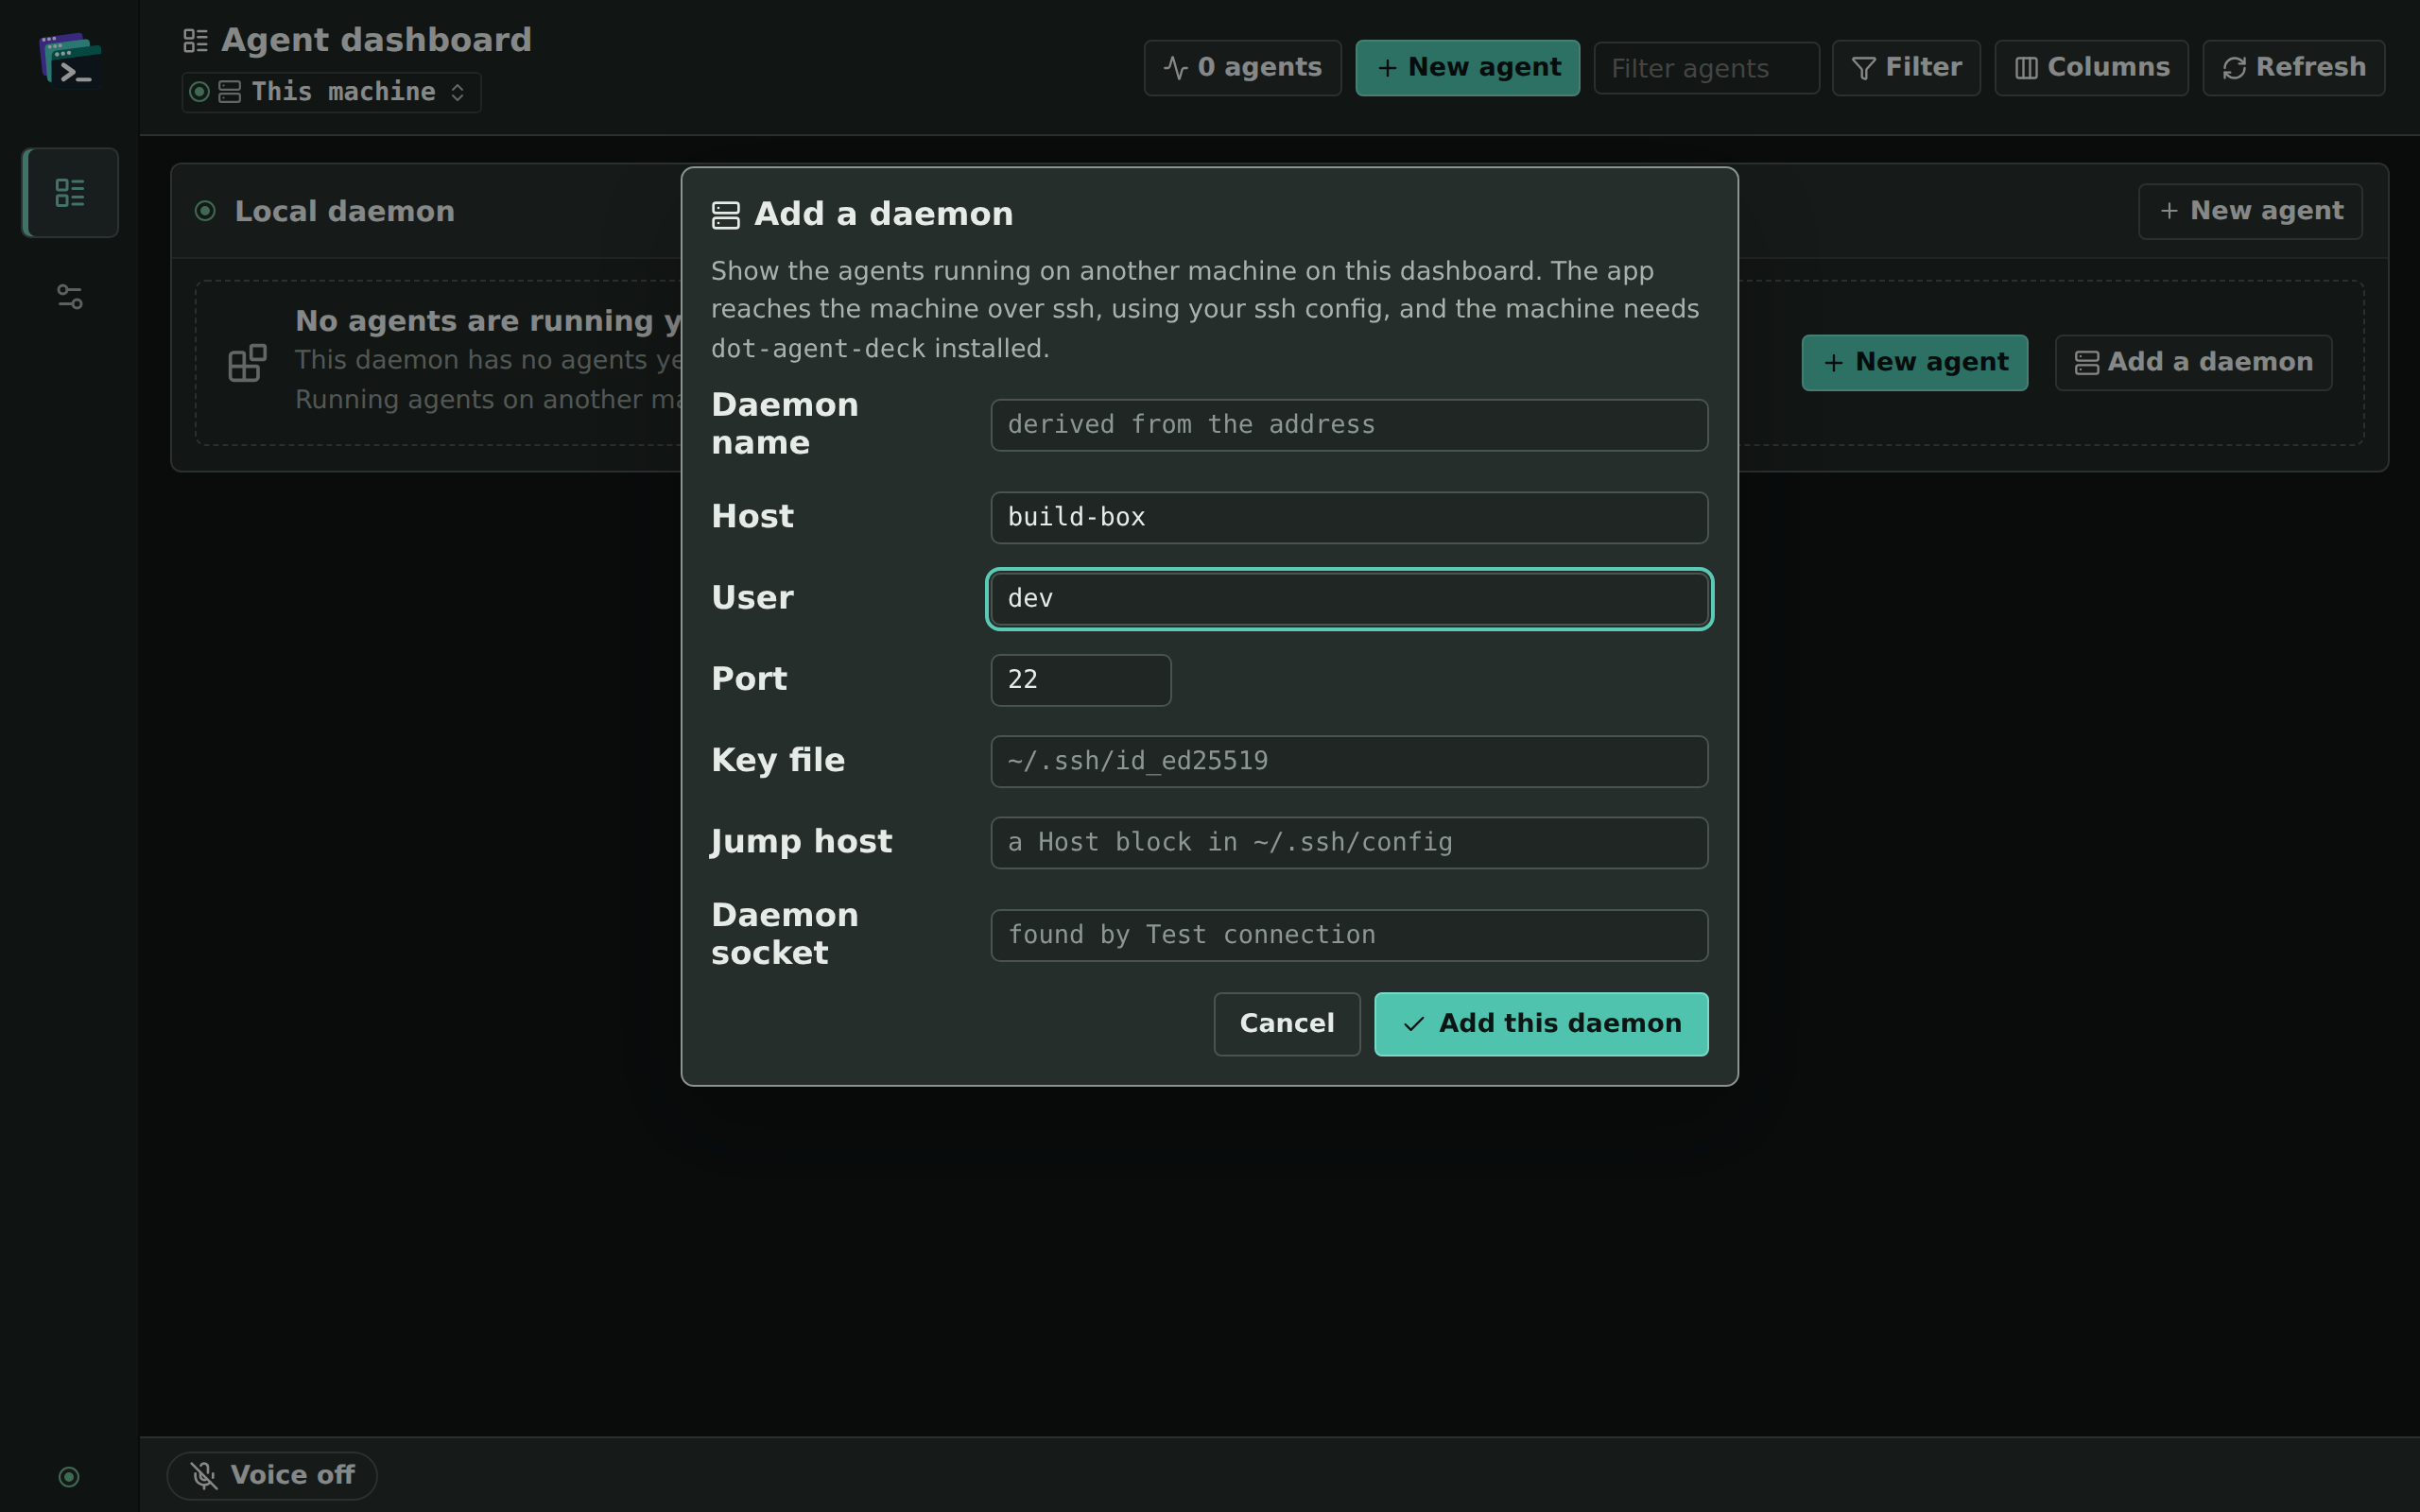 Agent dashboard
This machine
0 agents
New agent
Filter agents
Filter
Columns
Refresh
Local daemon
New agent
No agents are running y
This daemon has no agents ye
Running agents on another ma
New agent
Add a daemon
Add a daemon
Show the agents running on another machine on this dashboard. The app
reaches the machine over ssh, using your ssh config, and the machine needs
dot-agent-deck installed.
Daemon
name
derived from the address
Host
build-box
User
dev
Port
22
Key file
~/.ssh/id_ed25519
Jump host
a Host block in ~/.ssh/config
Daemon
socket
found by Test connection
Cancel
Add this daemon
Voice off